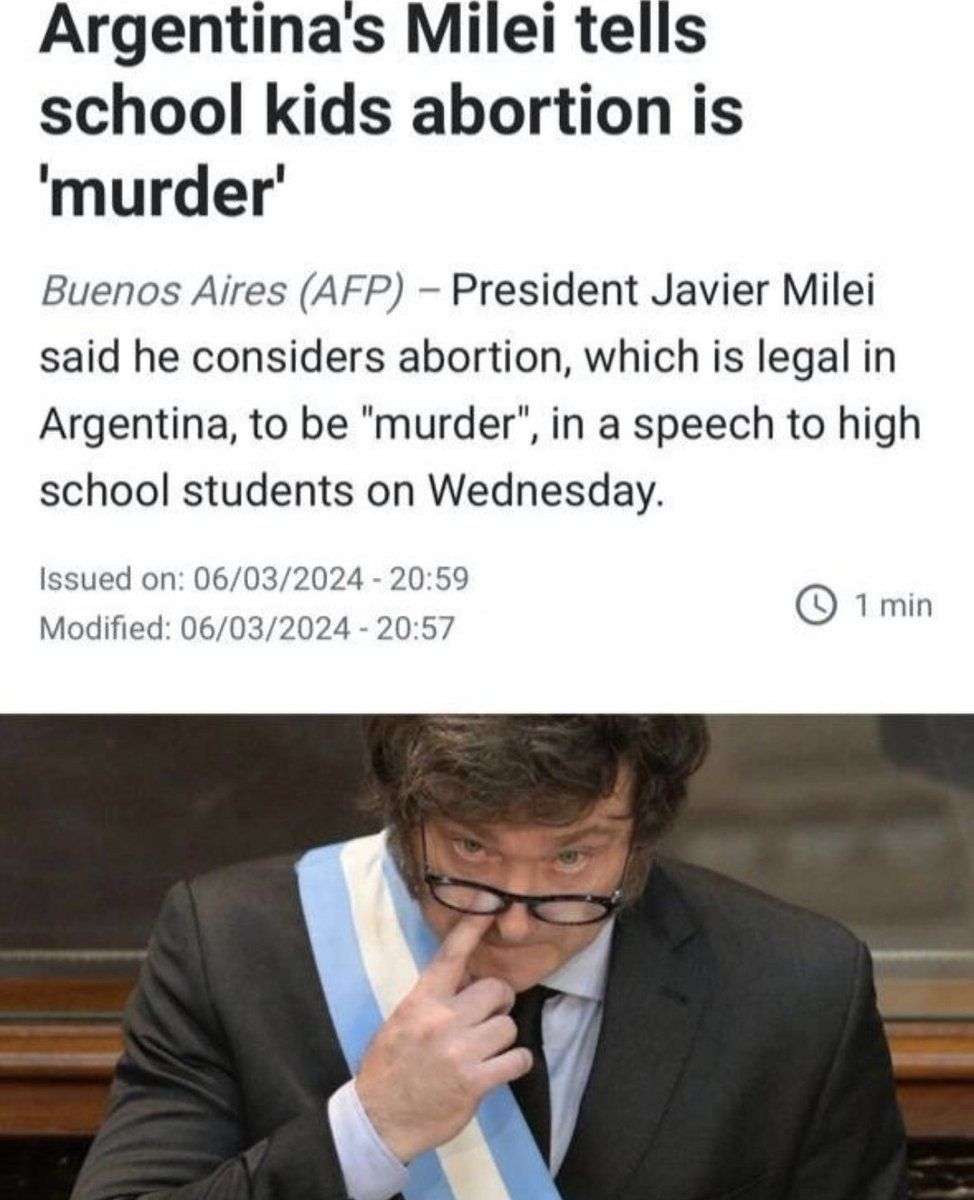 Argentina's Milei tells
school kids abortion is
'murder'
Buenos Aires (AFP) – President Javier Milei
said he considers abortion, which is legal in
Argentina, to be "murder", in a speech to high
school students on Wednesday.
Issued on: 06/03/2024 - 20:59
1 min
Modified: 06/03/2024 - 20:57